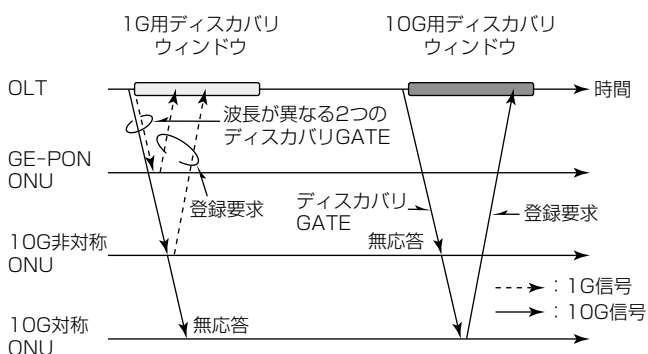 1G用ディスカバリ
ウィンドウ
10G用ディスカバリ
ウィンドウ
OLT
時間
波長が異なる2つの
ディスカバリGATE
GE-PON
ONU
登録要求
ディスカバリ
GATE
登録要求
10G非対称
ONU
無応答
:1G信号
:10G信号
10G対称
ONU
無応答